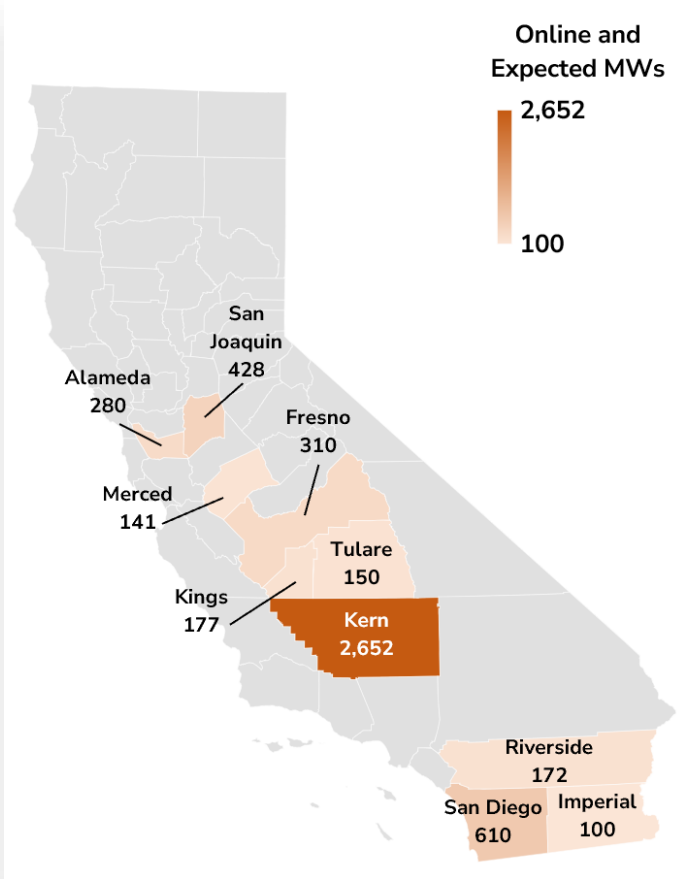 Online and
Expected MWs
2,652
100
San
Joaquin
428
Alameda
280
Fresno
310
Merced
141
Tulare
150
Kings
177
Kern
2,652
Riverside
172
San Diego
610
Imperial
100